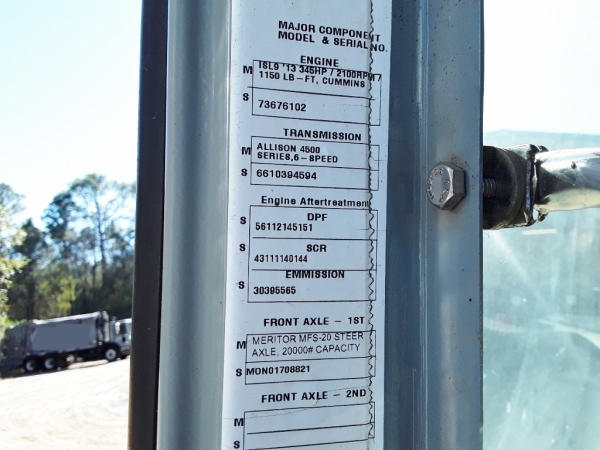 MAJOR COMPONENT
MODEL & SERIAL NO.
ENGINE
M ISL9 '13 345HP / 2100RPM /
1150 LB-FT, CUMMINS
S 73676102
TRANSMISSION
M ALLISON 4500
SERIES, 6-SPEED
S 6610394594
Engine Aftertreatment
DPF
S 56112145151
SCR
S 43111140144
EMMISSION
S 30395565
FRONT AXLE - 1ST
M MERITOR MFS-20 STEER
AXLE, 20000# CAPACITY
S MON01708821
FRONT AXLE - 2ND
M
S